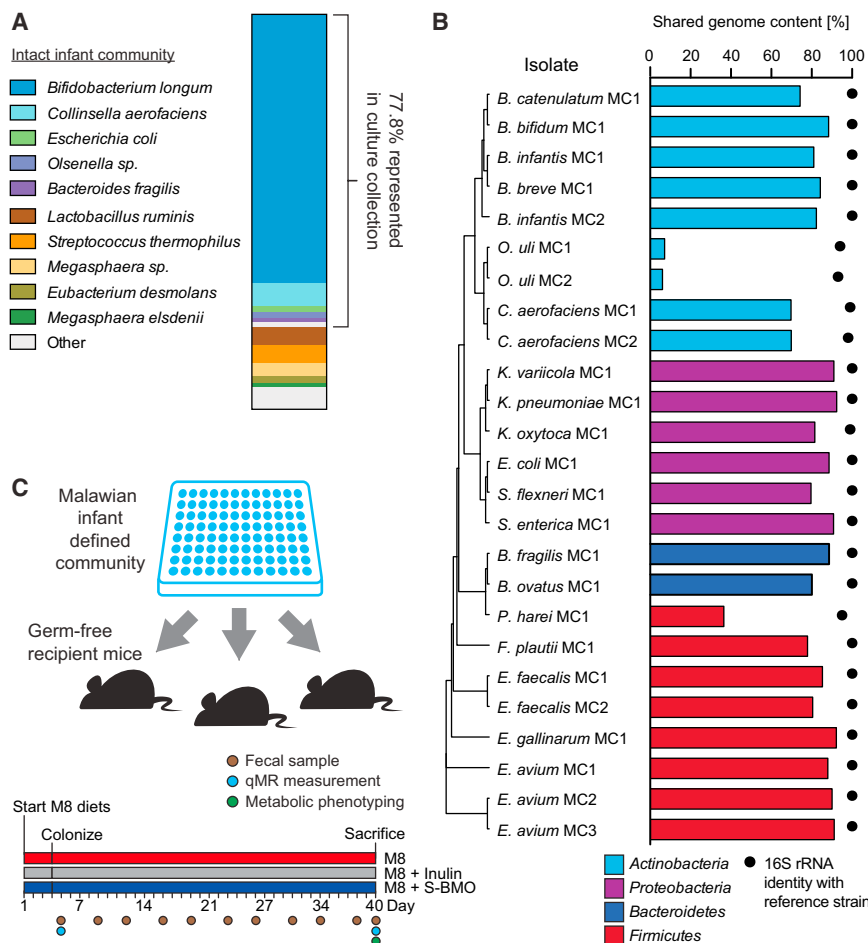 A
Intact infant community
Bifidobacterium longum
Collinsella aerofaciens
Escherichia coli
Olsenella sp.
Bacteroides fragilis
Lactobacillus ruminis
Streptococcus thermophilus
Megasphaera sp.
Eubacterium desmolans
Megasphaera elsdenii
Other
77.8% represented
in culture collection
B
Shared genome content [%]
Isolate
0 20 40 60 80 100
B. catenulatum MC1
B. bifidum MC1
B. infantis MC1
B. breve MC1
B. infantis MC2
O. uli MC1
O. uli MC2
C. aerofaciens MC1
C. aerofaciens MC2
K. variicola MC1
K. pneumoniae MC1
K. oxytoca MC1
E. coli MC1
S. flexneri MC1
S. enterica MC1
B. fragilis MC1
B. ovatus MC1
P. harei MC1
F. plautii MC1
E. faecalis MC1
E. faecalis MC2
E. gallinarum MC1
E. avium MC1
E. avium MC2
E. avium MC3
Actinobacteria
Proteobacteria
Bacteroidetes
Firmicutes
16S rRNA
identity with
reference strain
C
Malawian
infant
defined
community
Germ-free
recipient mice
Fecal sample
qMR measurement
Metabolic phenotyping
Start M8 diets
Colonize
Sacrifice
M8
M8 + Inulin
M8 + S-BMO
1 7 14 21 27 34 40 Day